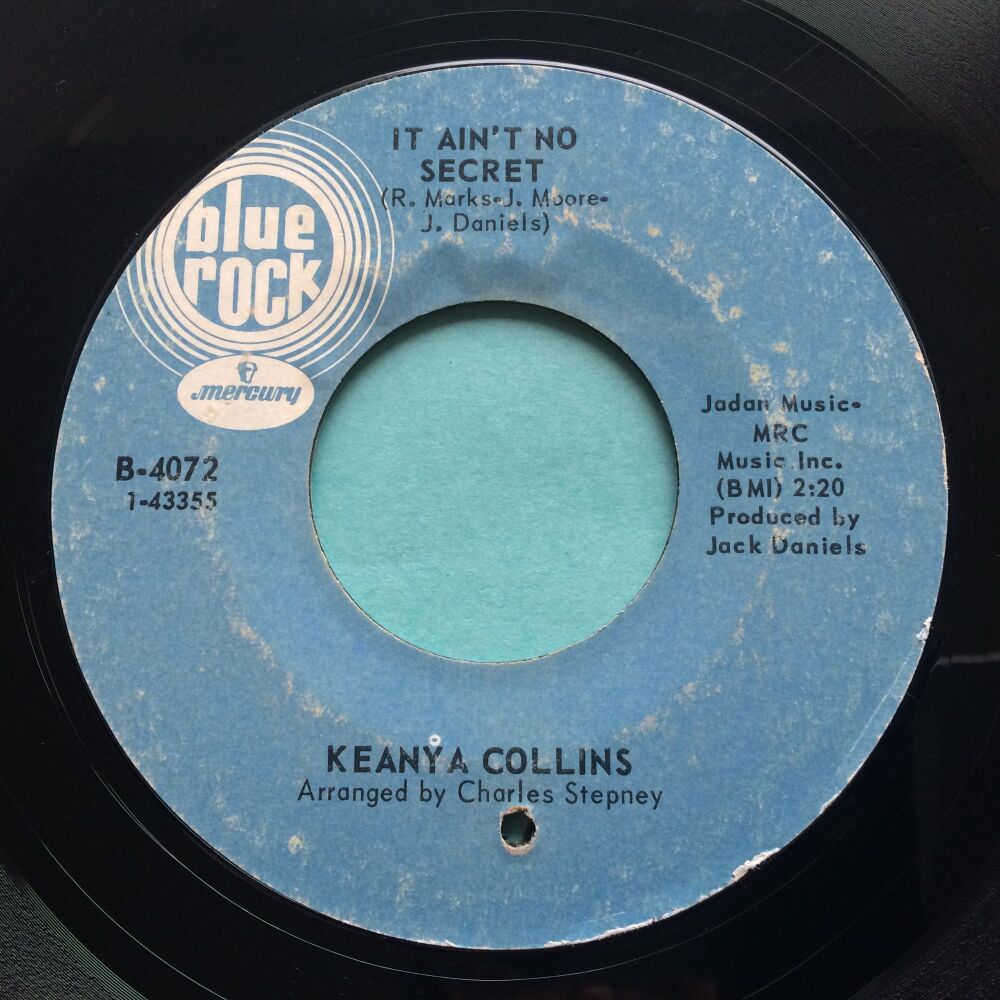 IT AIN'T NO
SECRET
(R. Marks-J. Moore-
J. Daniels)
blue
rock
mercury
B-4072
1-43355
Jadan Music-
MRC
Music Inc.
(BMI) 2:20
Produced by
Jack Daniels
KEANYA COLLINS
Arranged by Charles Stepney